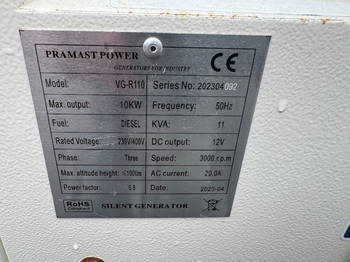 PRAMAST POWER
GENERATORS FOR INDUSTRY
CE
Model: VG-R110 Series No: 202304092
Max. output: 10KW Frequency: 50Hz
Fuel: DIESEL KVA: 11
Rated Voltage: 230V/400V DC output: 12V
Phase: Three Speed: 3000r.p.m
Max. altitude height: ≤1000m AC current: 20.0A
Power factor: 0.8 Date: 2023-04
RoHS SILENT GENERATOR